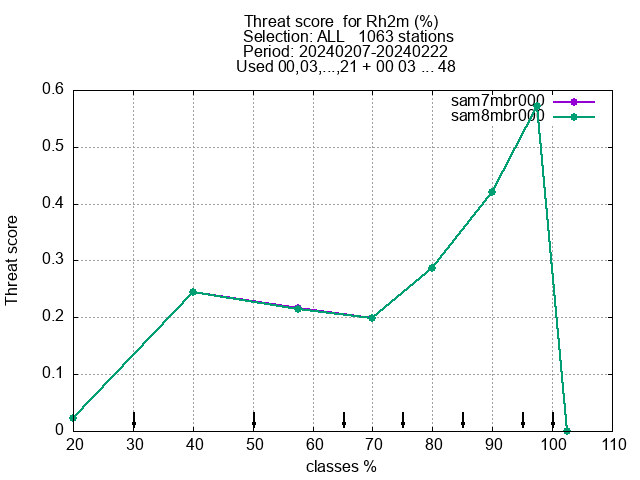 Threat score  for Rh2m (%)
Selection: ALL   1063 stations
Period: 20240207-20240222
Used 00,03,...,21 + 00 03 ... 48
sam7mbr000
sam8mbr000
Threat score
0.6
0.5
0.4
0.3
0.2
0.1
0
20 30 40 50 60 70 80 90 100 110
classes %